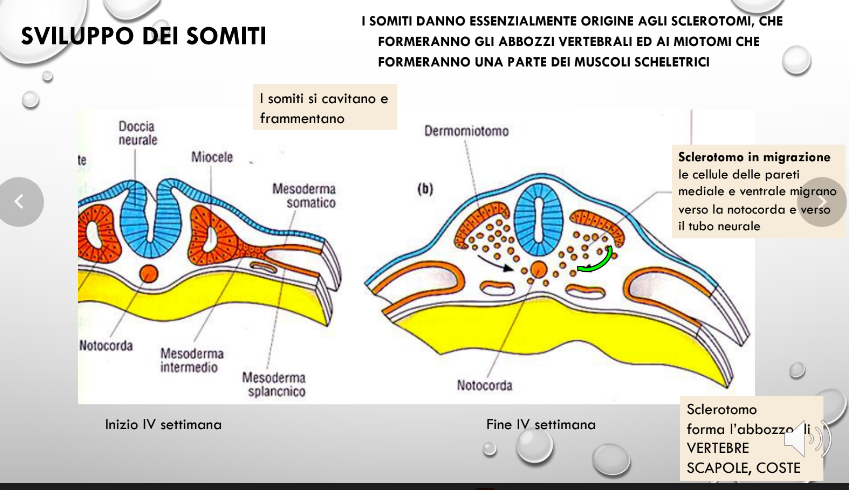 SVILUPPO DEI SOMITI
I SOMITI DANNO ESSENZIALMENTE ORIGINE AGLI SCLEROTOMI, CHE
FORMERANNO GLI ABBOZZI VERTEBRALI ED AI MIOTOMI CHE
FORMERANNO UNA PARTE DEI MUSCOLI SCHELETRICI
I somiti si cavitano e
frammentano
Doccia
neurale
te
Miocele
Mesoderma
somatico
Notocorda
Mesoderma
intermedio
Mesoderma
splancnico
Dermomiotomo
(b)
Notocorda
Sclerotomo in migrazione
le cellule delle pareti
mediale e ventrale migrano
verso la notocorda e verso
il tubo neurale
Inizio IV settimana
Fine IV settimana
Sclerotomo
forma l'abbozzo di
VERTEBRE
SCAPOLE, COSTE